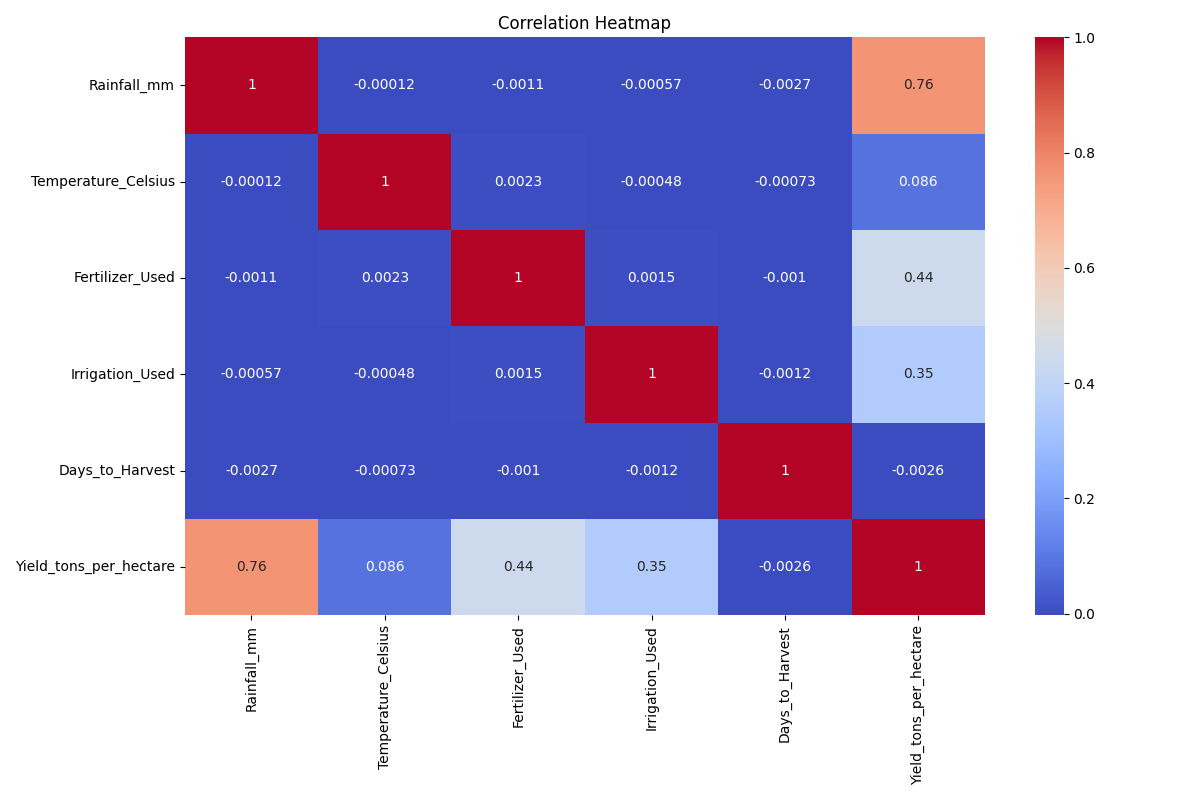 Correlation Heatmap
Rainfall_mm 1 -0.00012 -0.0011 -0.00057 -0.0027 0.76
Temperature_Celsius -0.00012 1 0.0023 -0.00048 -0.00073 0.086
Fertilizer_Used -0.0011 0.0023 1 0.0015 -0.001 0.44
Irrigation_Used -0.00057 -0.00048 0.0015 1 -0.0012 0.35
Days_to_Harvest -0.0027 -0.00073 -0.001 -0.0012 1 -0.0026
Yield_tons_per_hectare 0.76 0.086 0.44 0.35 -0.0026 1
Rainfall_mm
Temperature_Celsius
Fertilizer_Used
Irrigation_Used
Days_to_Harvest
Yield_tons_per_hectare
1.0
0.8
0.6
0.4
0.2
0.0